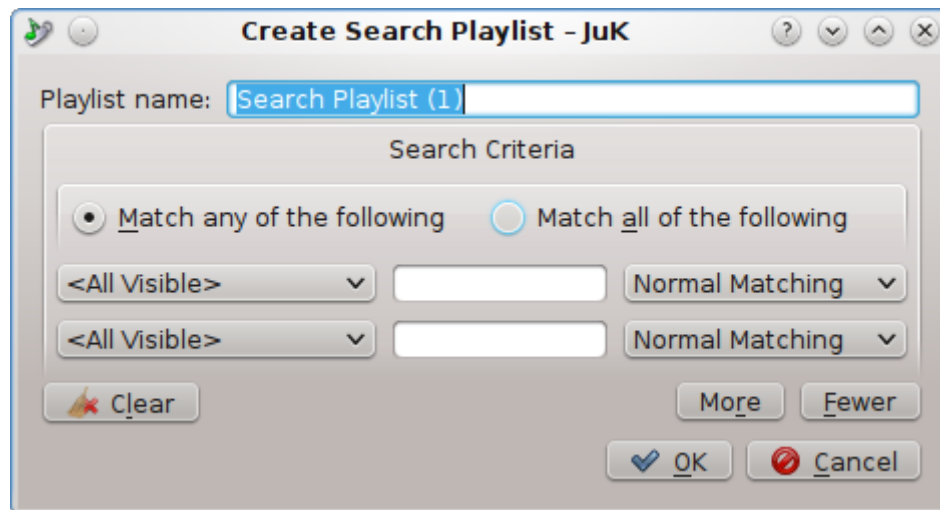 Create Search Playlist – JuK
Playlist name: Search Playlist (1)
Search Criteria
Match any of the following Match all of the following
<All Visible> Normal Matching
<All Visible> Normal Matching
Clear More Fewer
OK Cancel